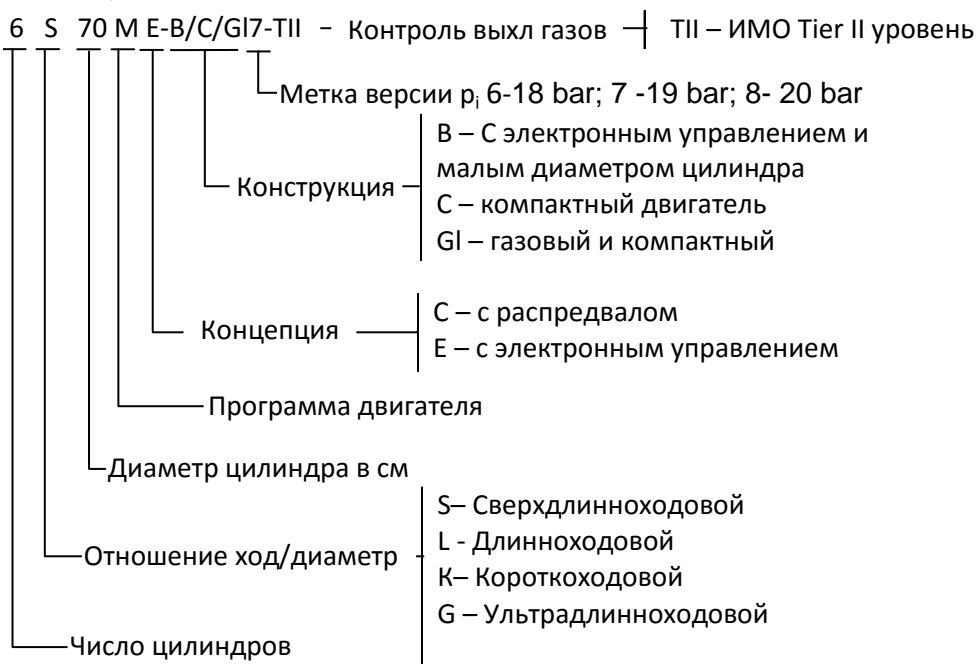 6 S 70 M E-B/C/Gl7-TII – Контроль выхл газов TII – ИМО Tier II уровень
Метка версии pi 6-18 bar; 7 -19 bar; 8- 20 bar
B – С электронным управлением и
малым диаметром цилиндра
Конструкция
C – компактный двигатель
Gl – газовый и компактный
C – с распредвалом
Концепция
E – с электронным управлением
Программа двигателя
Диаметр цилиндра в см
S– Сверхдлинноходовой
L - Длинноходовой
Отношение ход/диаметр
K– Короткоходовой
G – Ультрадлинноходовой
Число цилиндров